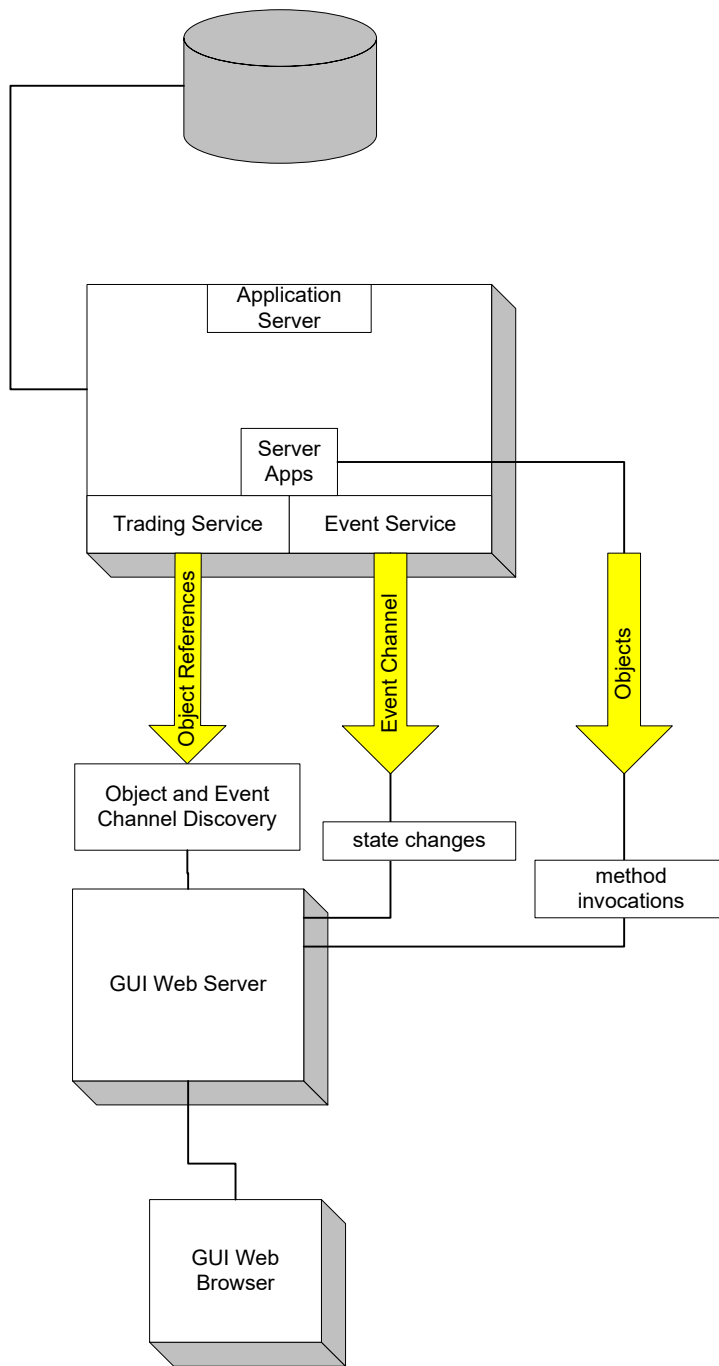 Application
Server
Server
Apps
Trading Service
Event Service
Object References
Event Channel
Objects
Object and Event
Channel Discovery
state changes
method
invocations
GUI Web Server
GUI Web
Browser